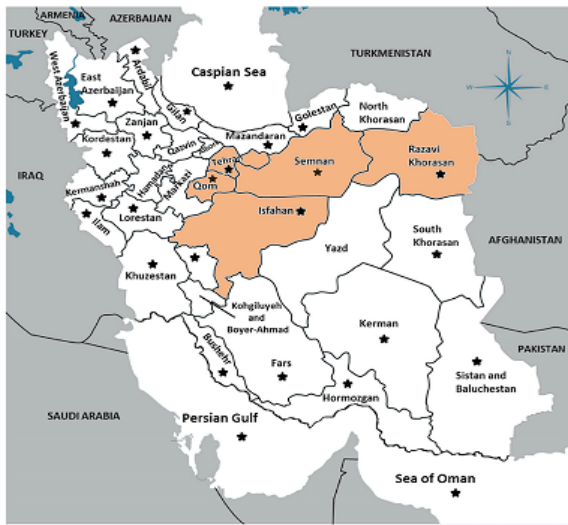 ARMENIA
AZERBAIJAN
TURKEY
TURKMENISTAN
Caspian Sea
West Azerbaijan
East
Azerbaijan
Ardabil
Gilan
Golestan
North
Khorasan
Zanjan
Mazandaran
Kordestan
Qazvin
Alborz
Tehran
Semnan
Razavi
Khorasan
IRAQ
Hamadan
Markazi
Qom
Kermanshah
Isfahan
Ilam
Lorestan
South
Khorasan
AFGHANISTAN
Yazd
Khuzestan
Kohgiluyeh
and
Boyer-Ahmad
Kerman
PAKISTAN
Bushehr
Fars
Sistan and
Baluchestan
Hormozgan
SAUDI ARABIA
Persian Gulf
Sea of Oman